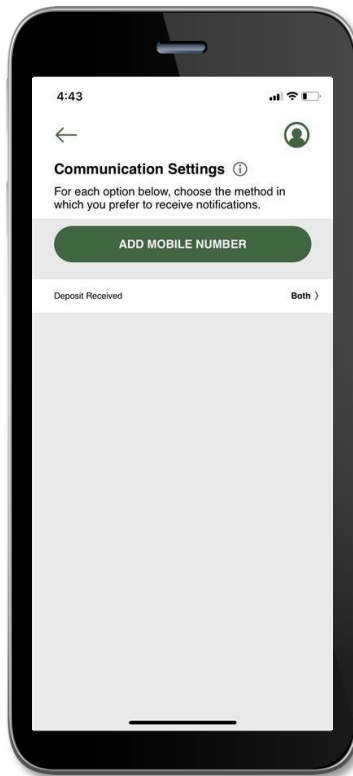 4:43
Communication Settings
For each option below, choose the method in
which you prefer to receive notifications.
ADD MOBILE NUMBER
Deposit Received Both